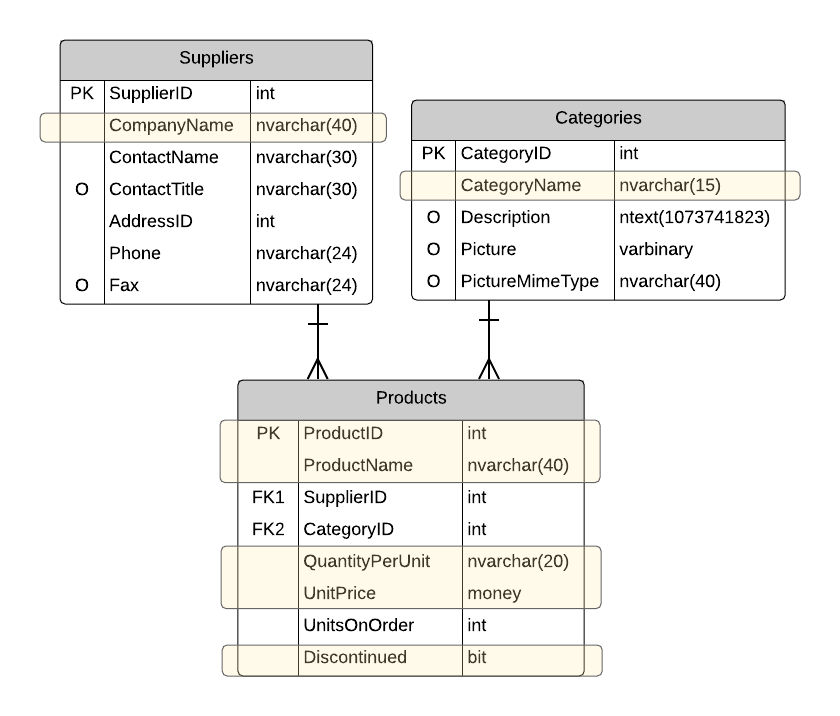 Suppliers
PK SupplierID int
CompanyName nvarchar(40)
ContactName nvarchar(30)
O ContactTitle nvarchar(30)
AddressID int
Phone nvarchar(24)
O Fax nvarchar(24)
Categories
PK CategoryID int
CategoryName nvarchar(15)
O Description ntext(1073741823)
O Picture varbinary
O PictureMimeType nvarchar(40)
Products
PK ProductID int
ProductName nvarchar(40)
FK1 SupplierID int
FK2 CategoryID int
QuantityPerUnit nvarchar(20)
UnitPrice money
UnitsOnOrder int
Discontinued bit